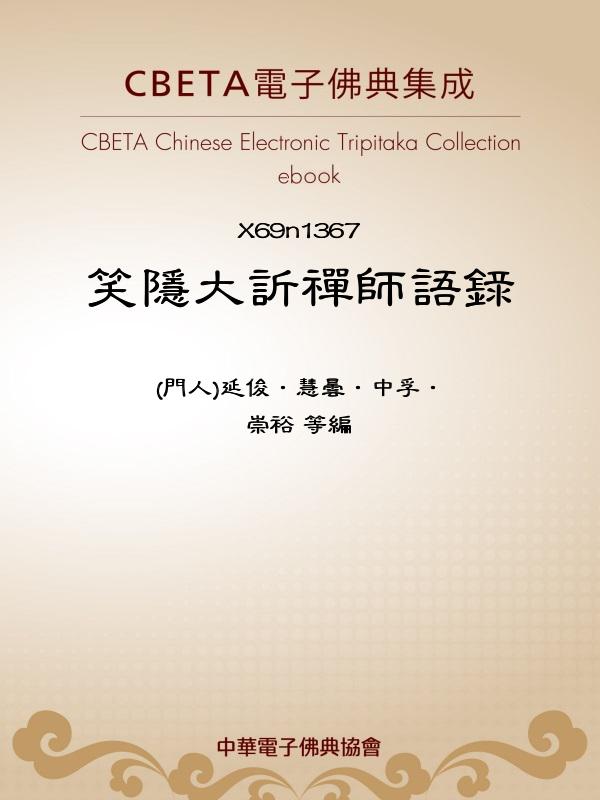 CBETA電子佛典集成
CBETA Chinese Electronic Tripitaka Collection
ebook
X69n1367
笑隱大訢禪師語錄
(門人)延俊・慧曇・中孚・
崇裕 等編
中華電子佛典協會